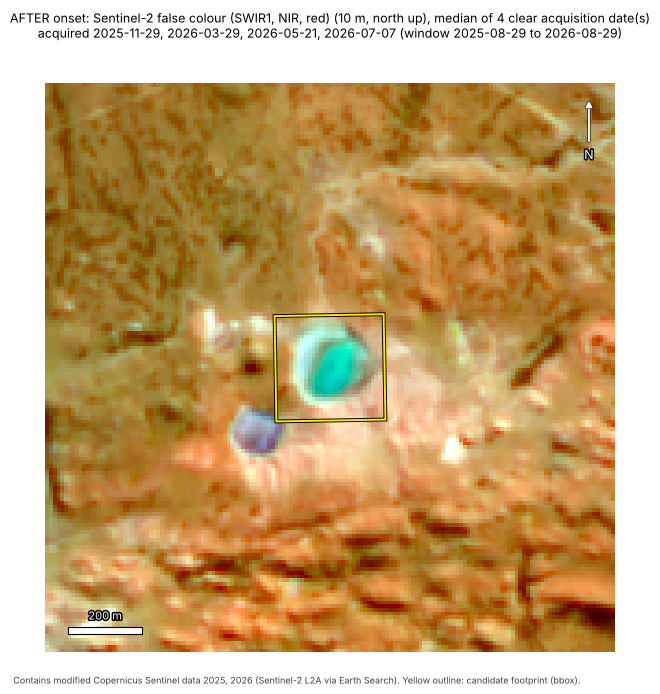 AFTER onset: Sentinel-2 false colour (SWIR1, NIR, red) (10 m, north up), median of 4 clear acquisition date(s)
acquired 2025-11-29, 2026-03-29, 2026-05-21, 2026-07-07 (window 2025-08-29 to 2026-08-29)
N
200 m
Contains modified Copernicus Sentinel data 2025, 2026 (Sentinel-2 L2A via Earth Search). Yellow outline: candidate footprint (bbox).